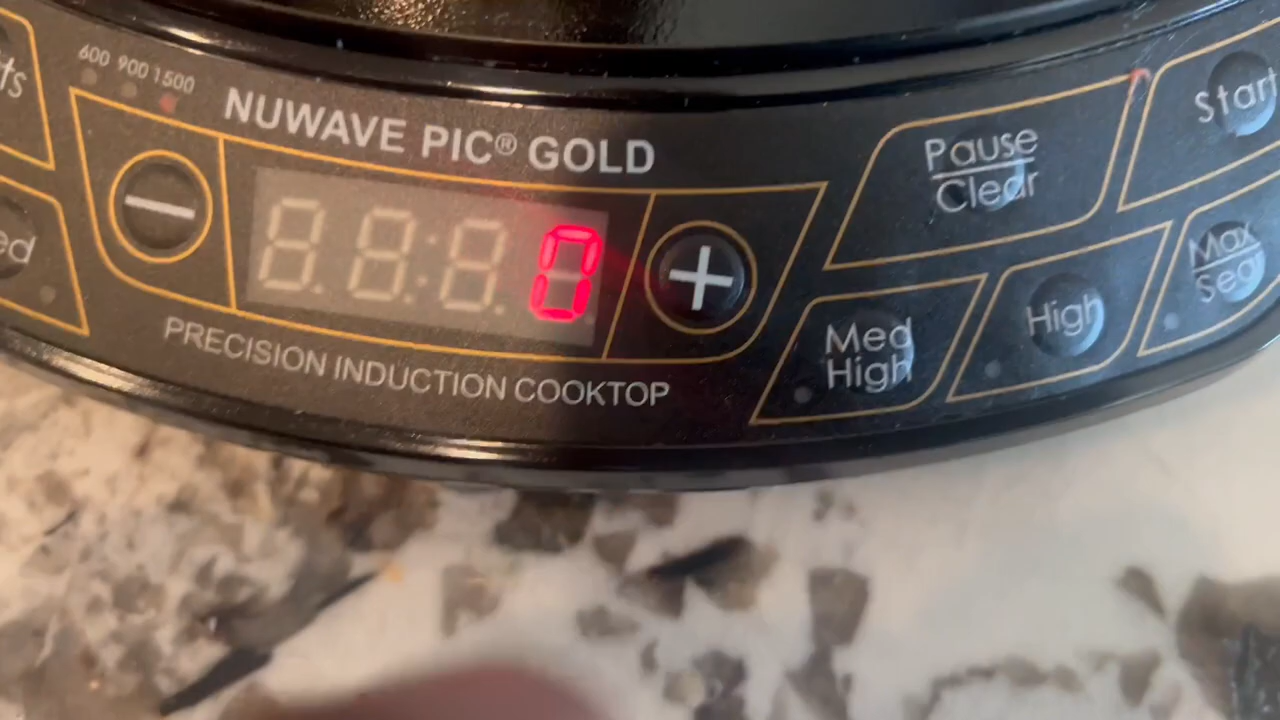 600 900 1500
NUWAVE PIC® GOLD
0
PRECISION INDUCTION COOKTOP
Pause
Clear
Start
Med
High
High
Max
Sear